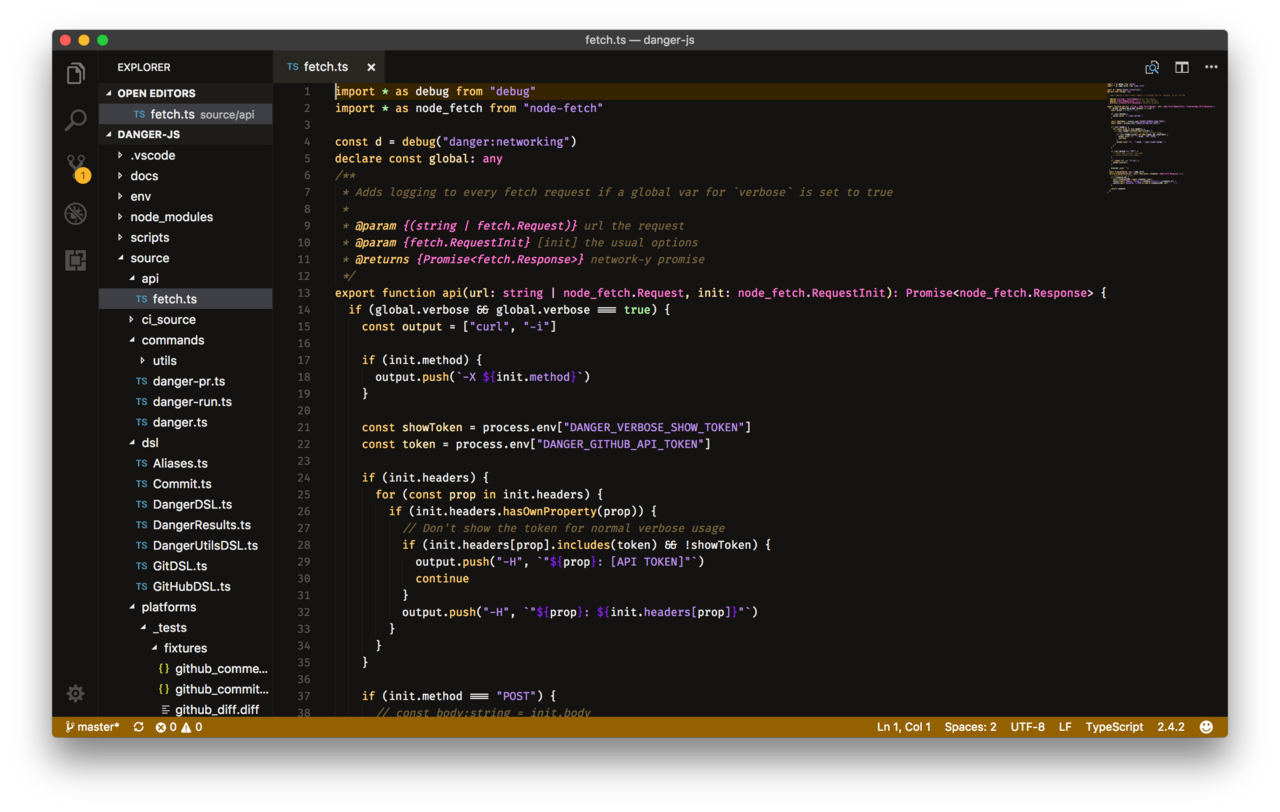 fetch.ts — danger-js
EXPLORER
OPEN EDITORS
TS fetch.ts source/api
DANGER-JS
.vscode
docs
env
node_modules
scripts
source
api
TS fetch.ts
ci_source
commands
utils
TS danger-pr.ts
TS danger-run.ts
TS danger.ts
dsl
TS Aliases.ts
TS Commit.ts
TS DangerDSL.ts
TS DangerResults.ts
TS DangerUtilsDSL.ts
TS GitDSL.ts
TS GitHubDSL.ts
platforms
_tests
fixtures
{} github_comme...
{} github_commit...
github_diff.diff
1
TS fetch.ts ×
1 import * as debug from "debug"
2 import * as node_fetch from "node-fetch"
3
4 const d = debug("danger:networking")
5 declare const global: any
6 /**
7 * Adds logging to every fetch request if a global var for `verbose` is set to true
8 *
9 * @param {(string | fetch.Request)} url the request
10 * @param {fetch.RequestInit} [init] the usual options
11 * @returns {Promise<fetch.Response>} network-y promise
12 */
13 export function api(url: string | node_fetch.Request, init: node_fetch.RequestInit): Promise<node_fetch.Response> {
14 if (global.verbose && global.verbose === true) {
15 const output = ["curl", "-i"]
16
17 if (init.method) {
18 output.push(`-X ${init.method}`)
19 }
20
21 const showToken = process.env["DANGER_VERBOSE_SHOW_TOKEN"]
22 const token = process.env["DANGER_GITHUB_API_TOKEN"]
23
24 if (init.headers) {
25 for (const prop in init.headers) {
26 if (init.headers.hasOwnProperty(prop)) {
27 // Don't show the token for normal verbose usage
28 if (init.headers[prop].includes(token) && !showToken) {
29 output.push("-H", `"${prop}: [API TOKEN]"`)
30 continue
31 }
32 output.push("-H", `"${prop}: ${init.headers[prop]}"`)
33 }
34 }
35 }
36
37 if (init.method === "POST") {
38 // const body:string = init.body
master* 0 0
Ln 1, Col 1 Spaces: 2 UTF-8 LF TypeScript 2.4.2